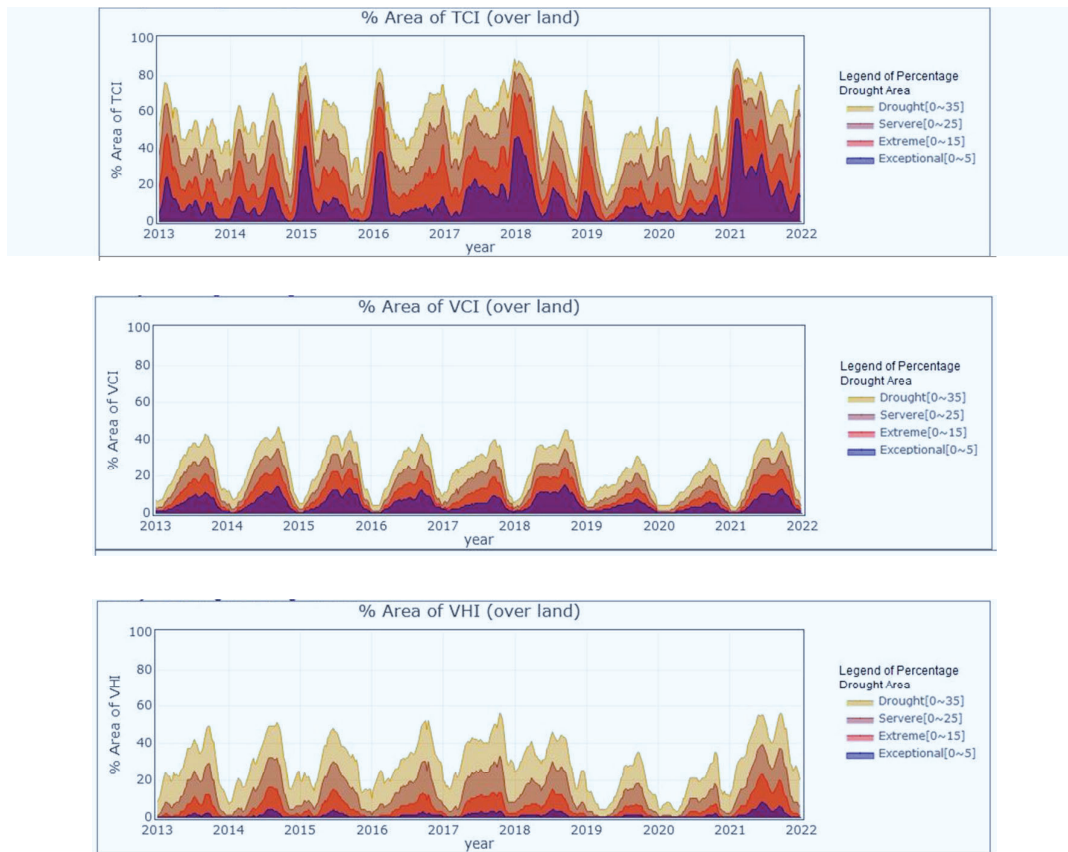 % Area of TCI (over land)
100
80
60
40
20
0
% Area of TCI
2013 2014 2015 2016 2017 2018 2019 2020 2021 2022
year
Legend of Percentage
Drought Area
Drought[0~35]
Servere[0~25]
Extreme[0~15]
Exceptional[0~5]
% Area of VCI (over land)
100
80
60
40
20
0
% Area of VCI
2013 2014 2015 2016 2017 2018 2019 2020 2021 2022
year
Legend of Percentage
Drought Area
Drought[0~35]
Servere[0~25]
Extreme[0~15]
Exceptional[0~5]
% Area of VHI (over land)
100
80
60
40
20
0
% Area of VHI
2013 2014 2015 2016 2017 2018 2019 2020 2021 2022
year
Legend of Percentage
Drought Area
Drought[0~35]
Servere[0~25]
Extreme[0~15]
Exceptional[0~5]